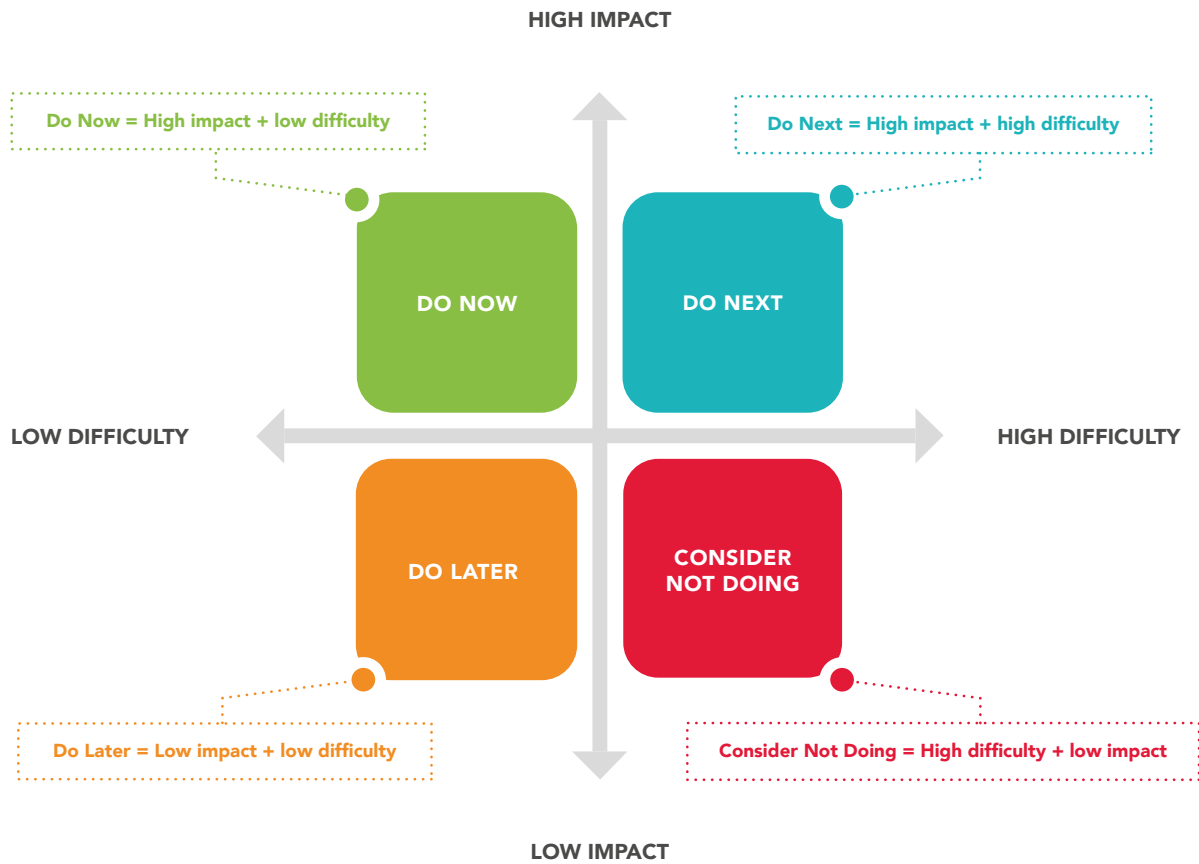 HIGH IMPACT
Do Now = High impact + low difficulty
Do Next = High impact + high difficulty
DO NOW
DO NEXT
LOW DIFFICULTY
HIGH DIFFICULTY
DO LATER
CONSIDER
NOT DOING
Do Later = Low impact + low difficulty
Consider Not Doing = High difficulty + low impact
LOW IMPACT